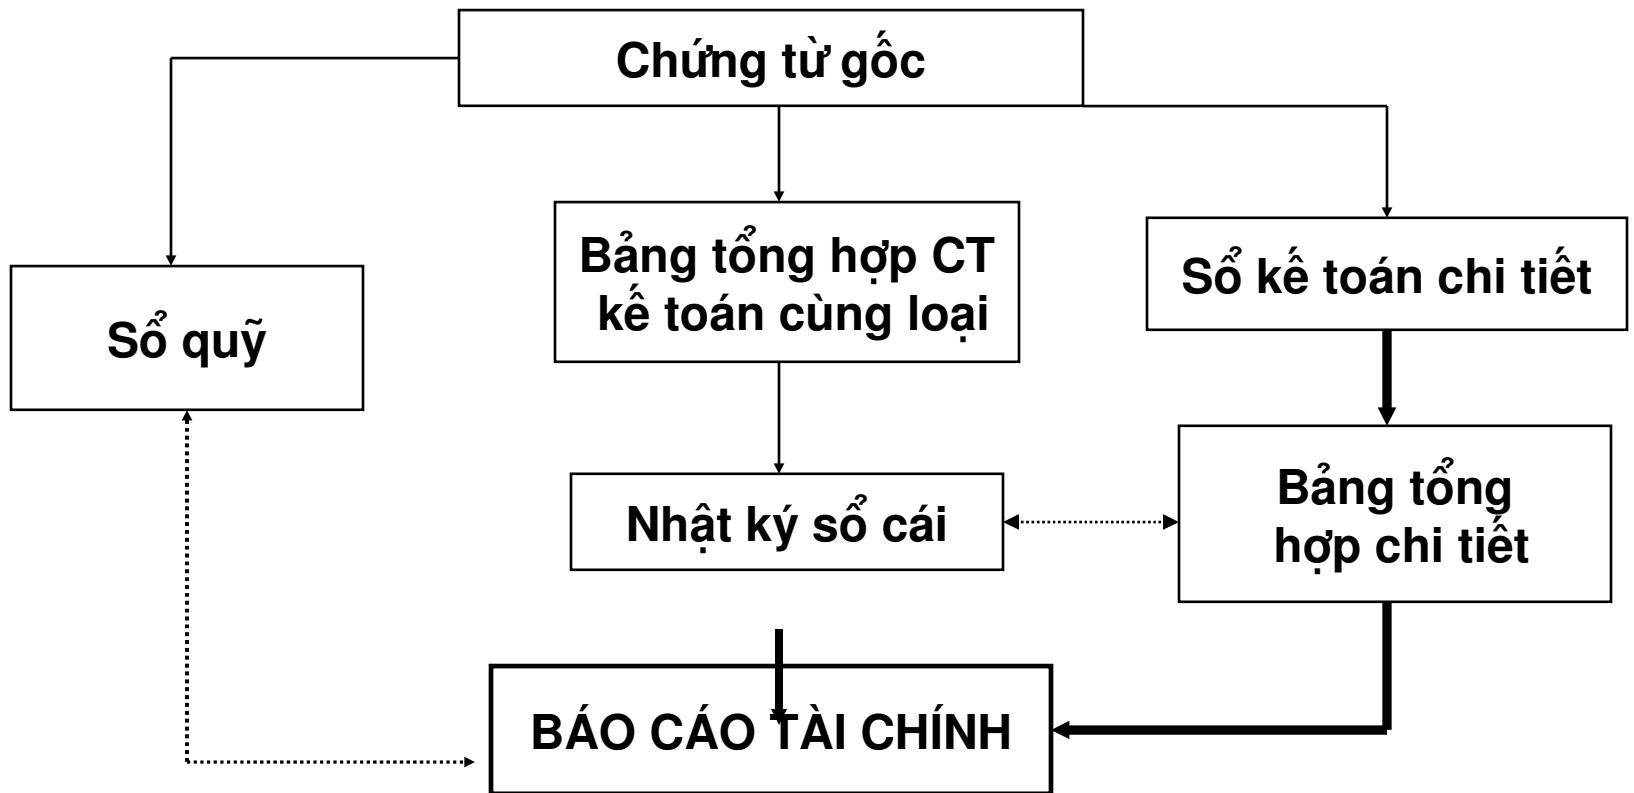 Chứng từ gốc
Bảng tổng hợp CT
kế toán cùng loại
Sổ kế toán chi tiết
Sổ quỹ
Nhật ký sổ cái
Bảng tổng
hợp chi tiết
BÁO CÁO TÀI CHÍNH